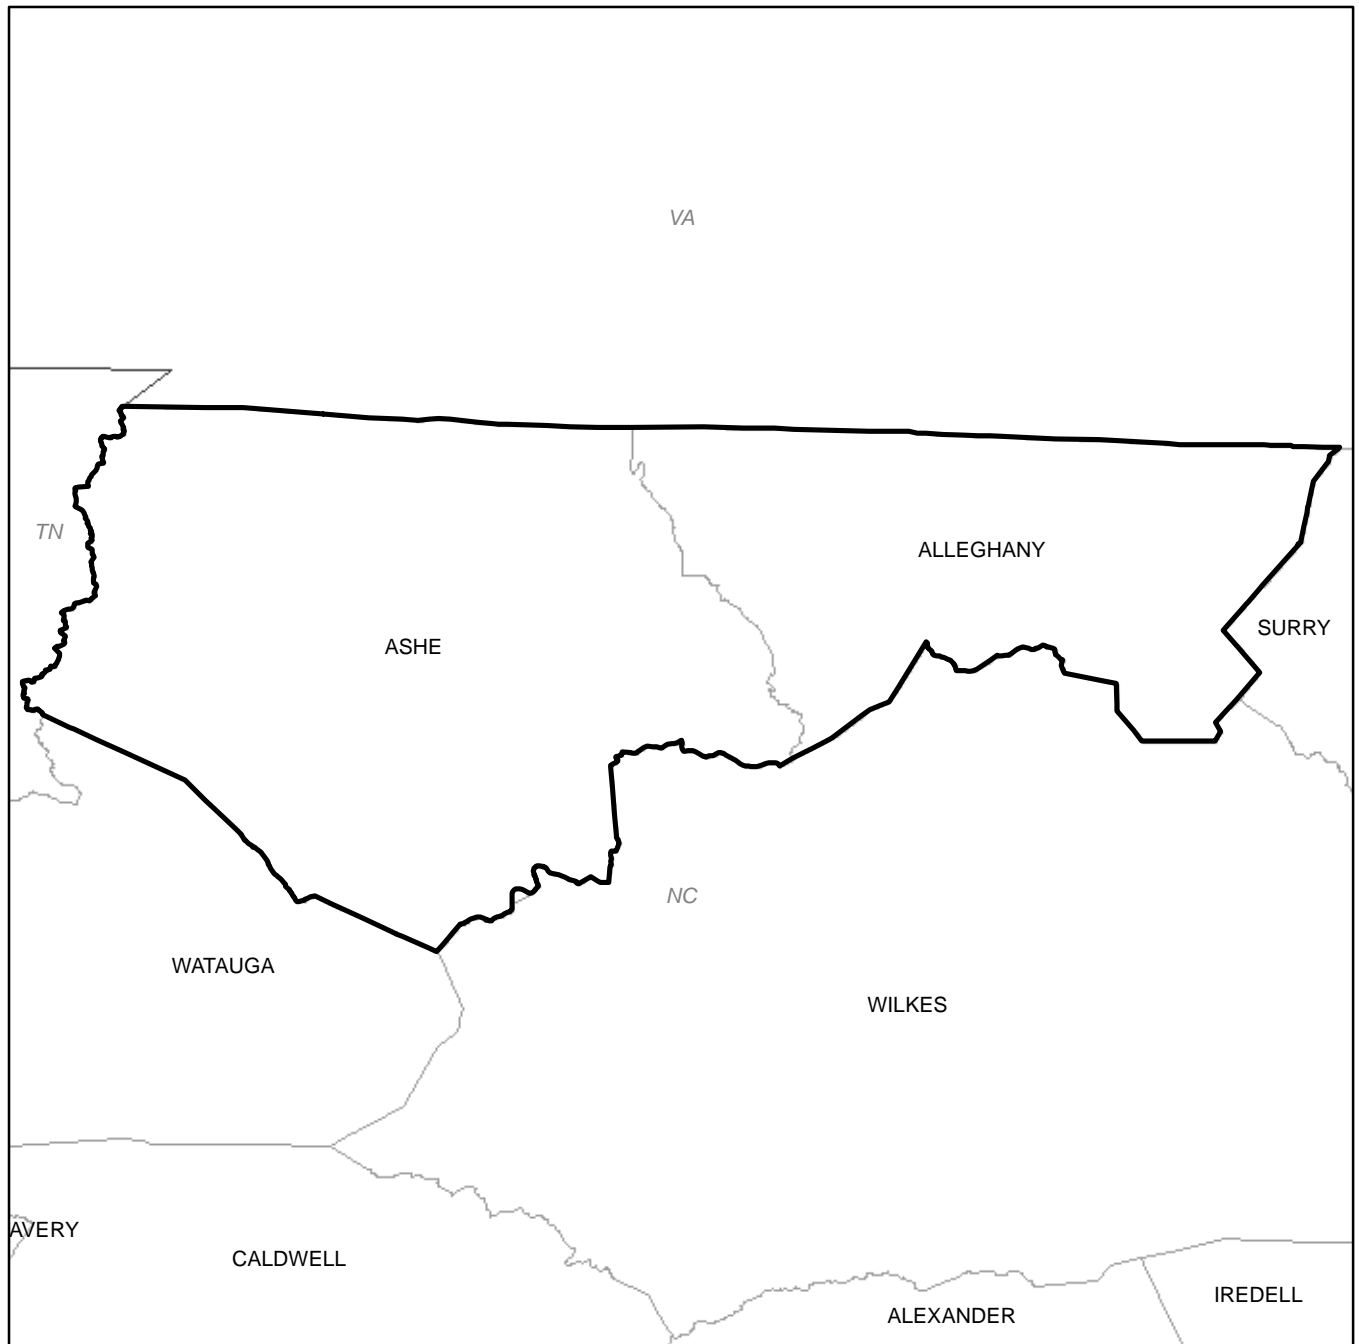 VA
TN
ALLEGHANY
SURRY
ASHE
NC
WATAUGA
WILKES
AVERY
CALDWELL
IREDELL
ALEXANDER